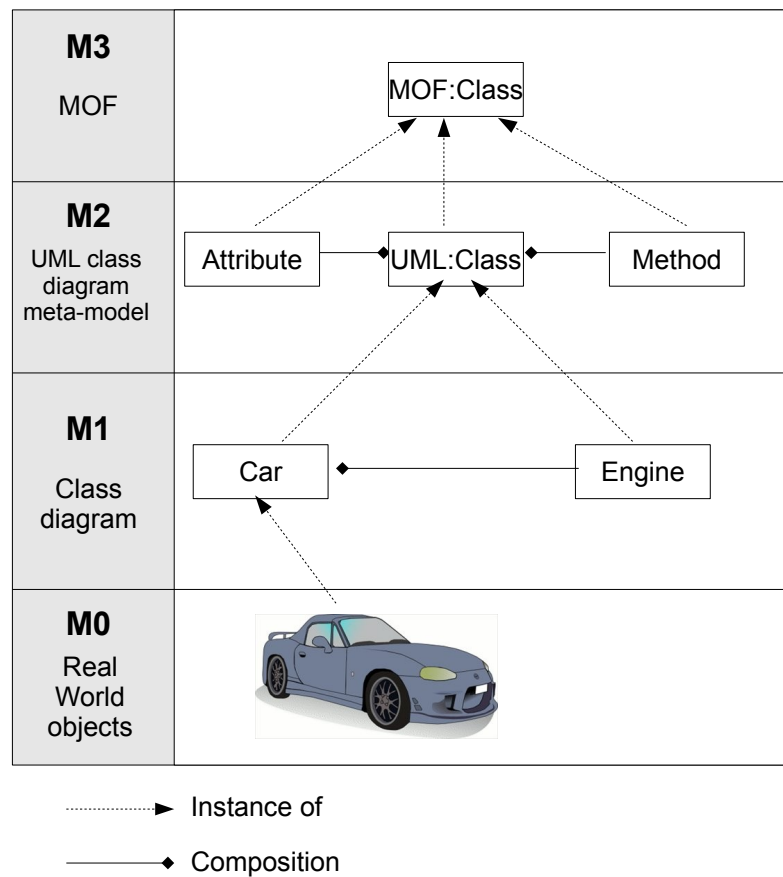 M3
MOF
MOF:Class
M2
UML class
diagram
meta-model
Attribute
UML:Class
Method
M1
Class
diagram
Car
Engine
M0
Real
World
objects
Instance of
Composition